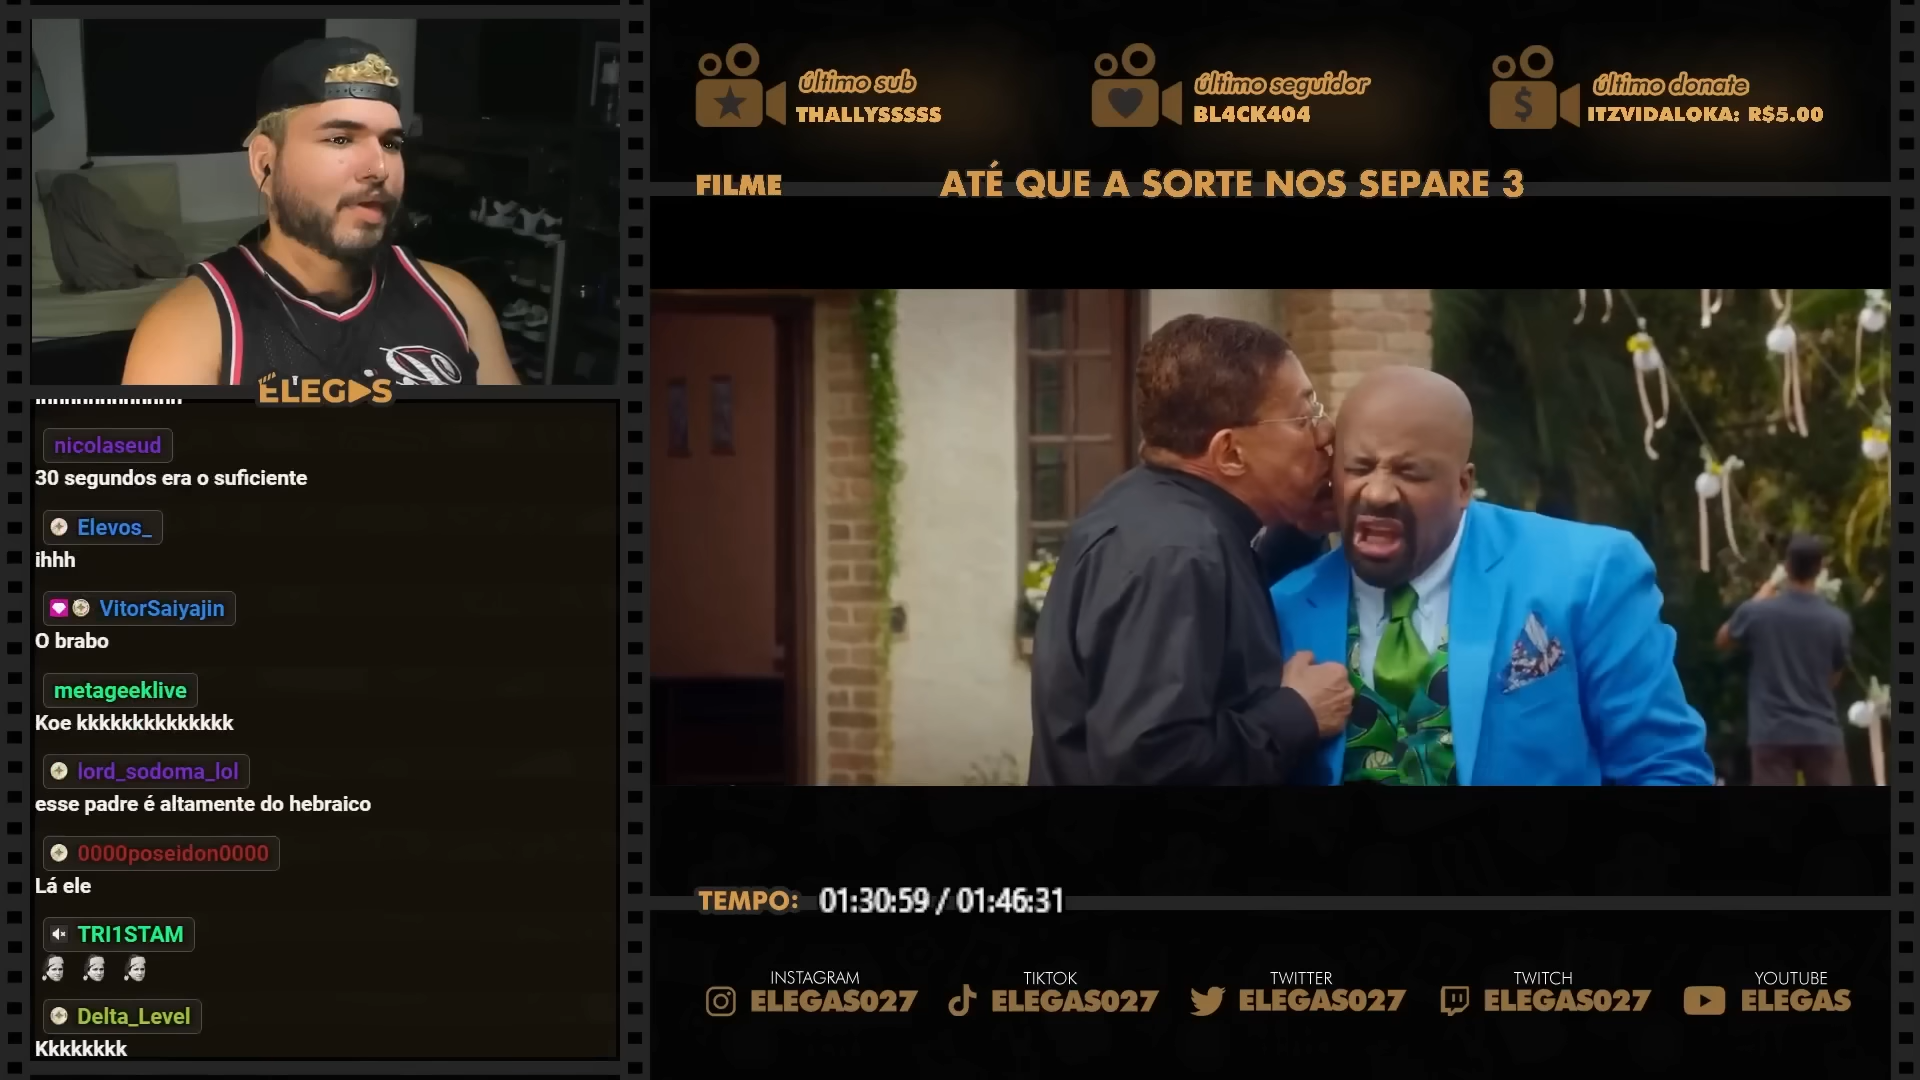 último sub
THALLYSSSSS
último seguidor
BL4CK404
último donate
ITZVIDALOKA: R$5.00
FILME
ATÉ QUE A SORTE NOS SEPARE 3
ELEGAS
nicolaseud
30 segundos era o suficiente
Elevos_
ihhh
VitorSaiyajin
O brabo
metageeklive
Koe kkkkkkkkkkkkkk
lord_sodoma_lol
esse padre é altamente do hebraico
0000poseidon0000
Lá ele
TRI1STAM
Delta_Level
Kkkkkkkk
TEMPO: 01:30:59 / 01:46:31
INSTAGRAM
ELEGAS027
TIKTOK
ELEGAS027
TWITTER
ELEGAS027
TWITCH
ELEGAS027
YOUTUBE
ELEGAS